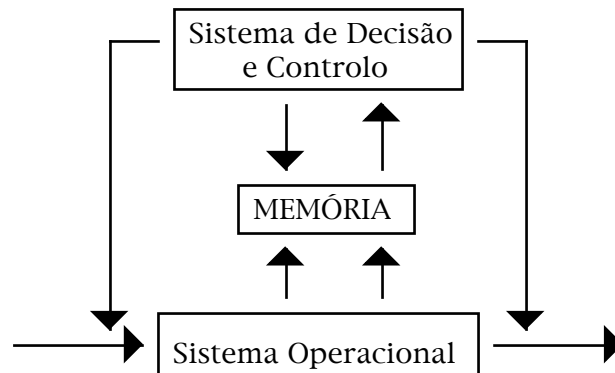 Sistema de Decisão
e Controlo
MEMÓRIA
Sistema Operacional